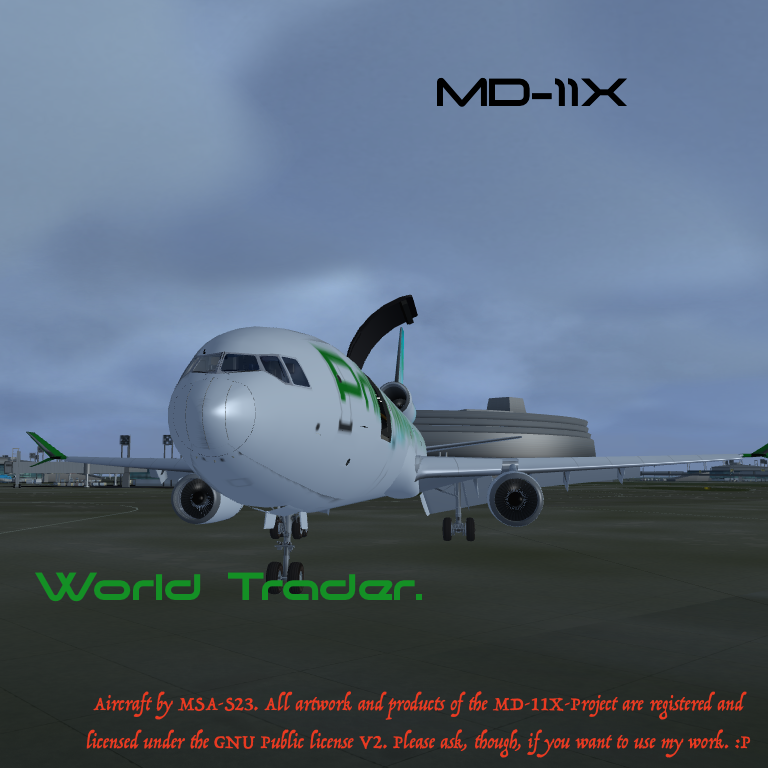 MD-11X
World Trader.
Aircraft by MSA-S23. All artwork and products of the MD-11X-Project are registered and
licensed under the GNU Public license V2. Please ask, though, if you want to use my work. :P